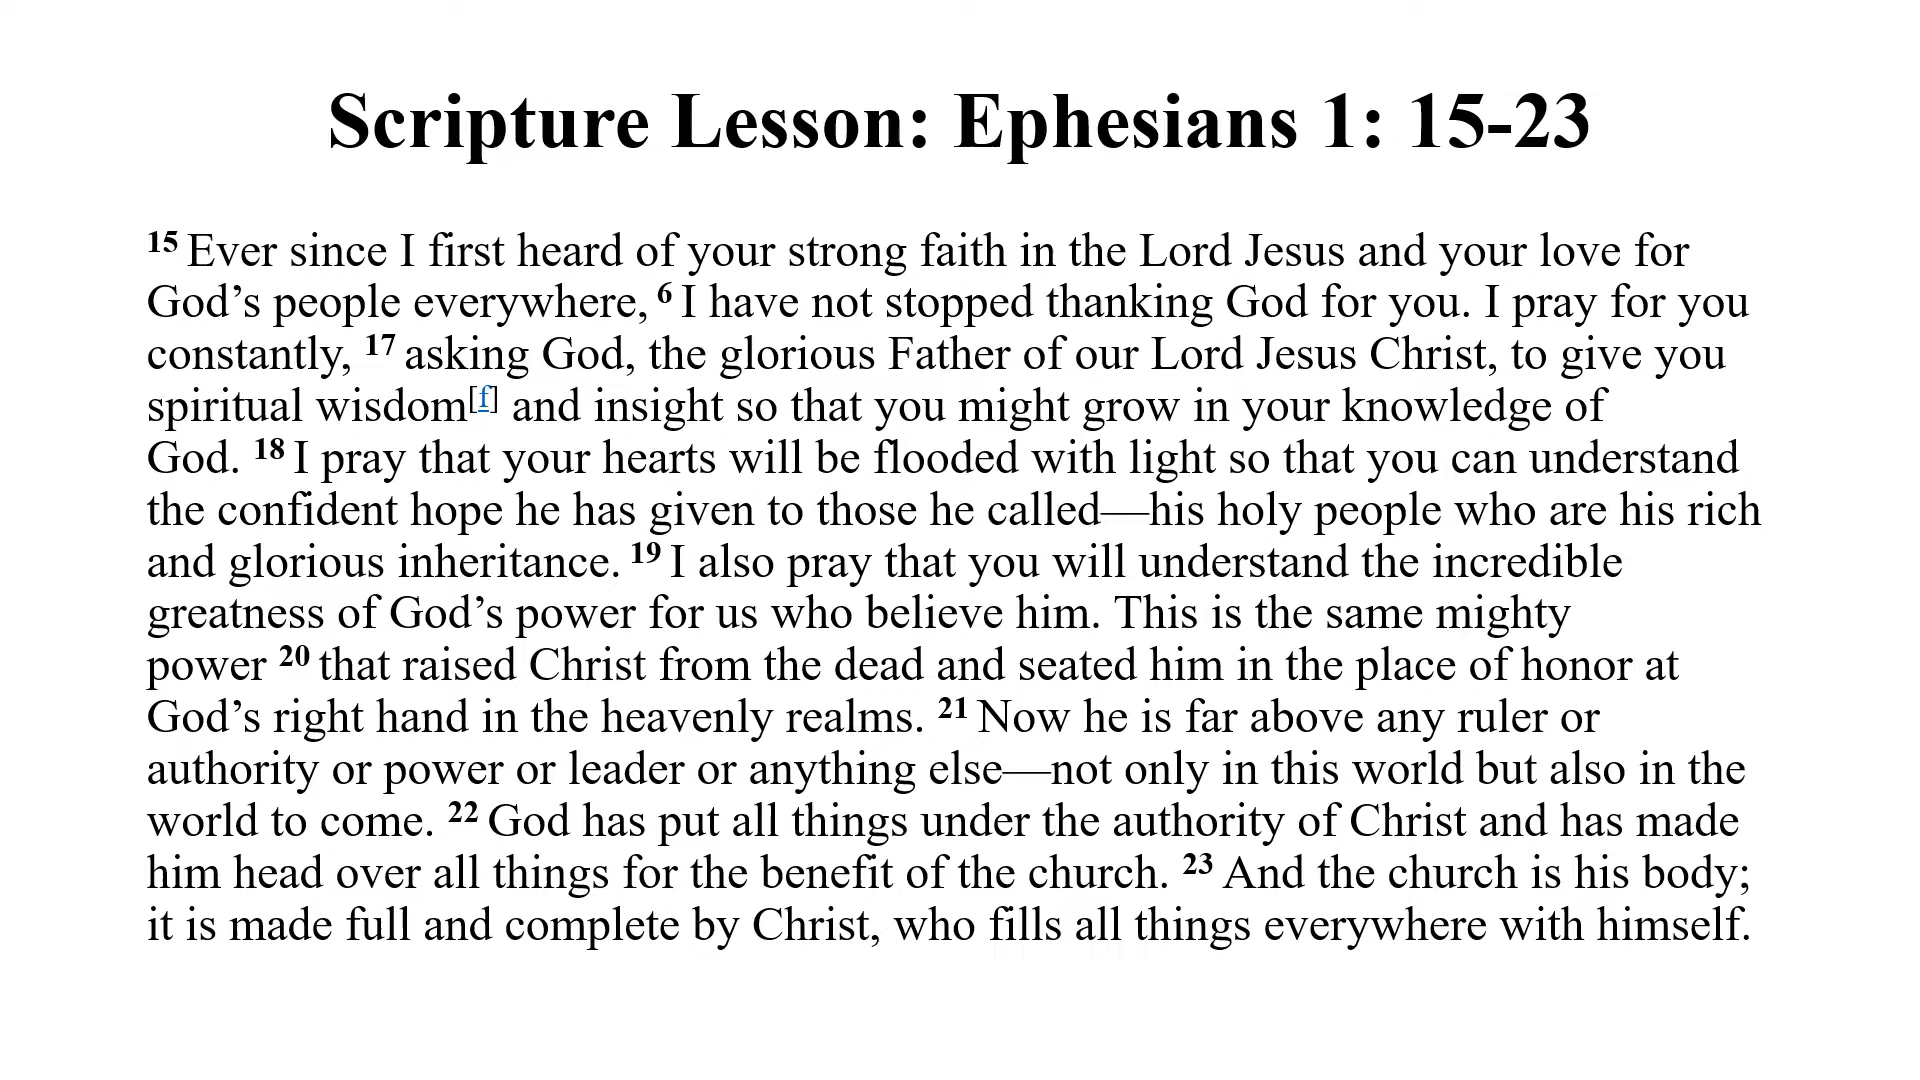 Scripture Lesson: Ephesians 1: 15-23
15 Ever since I first heard of your strong faith in the Lord Jesus and your love for
God’s people everywhere, 6 I have not stopped thanking God for you. I pray for you
constantly, 17 asking God, the glorious Father of our Lord Jesus Christ, to give you
spiritual wisdom[f] and insight so that you might grow in your knowledge of
God. 18 I pray that your hearts will be flooded with light so that you can understand
the confident hope he has given to those he called—his holy people who are his rich
and glorious inheritance. 19 I also pray that you will understand the incredible
greatness of God’s power for us who believe him. This is the same mighty
power 20 that raised Christ from the dead and seated him in the place of honor at
God’s right hand in the heavenly realms. 21 Now he is far above any ruler or
authority or power or leader or anything else—not only in this world but also in the
world to come. 22 God has put all things under the authority of Christ and has made
him head over all things for the benefit of the church. 23 And the church is his body;
it is made full and complete by Christ, who fills all things everywhere with himself.